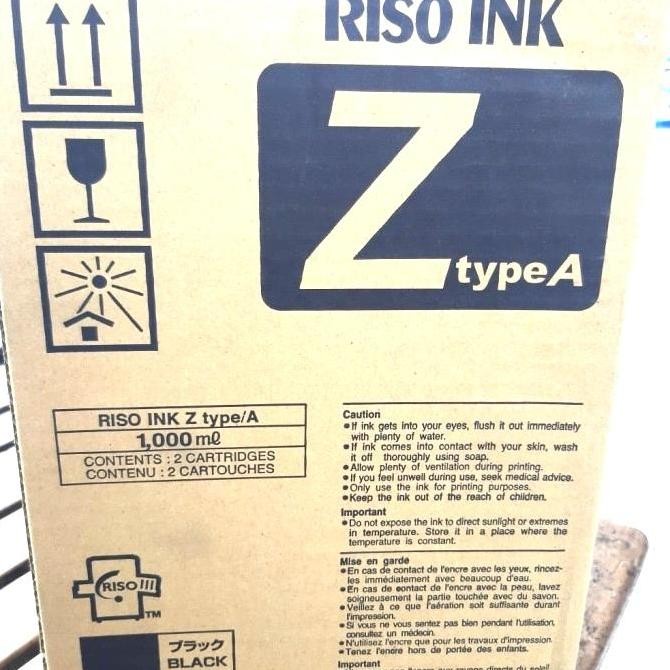 RISO INK
Z type A
RISO INK Z type/A
1,000 mℓ
CONTENTS : 2 CARTRIDGES
CONTENU : 2 CARTOUCHES
RISO III
TM
ブラック
BLACK
Caution
●If ink gets into your eyes, flush it out immediately
with plenty of water.
●If ink comes into contact with your skin, wash
it off thoroughly using soap.
●Allow plenty of ventilation during printing.
●If you feel unwell during use, seek medical advice.
●Only use the ink for printing purposes.
●Keep the ink out of the reach of children.
Important
●Do not expose the ink to direct sunlight or extremes
in temperature. Store it in a place where the
temperature is constant.
Mise en garde
●En cas de contact de l'encre avec les yeux, rincez-
les immédiatement avec beaucoup d'eau.
●En cas de contact de l'encre avec la peau, lavez
soigneusement la partie touchée avec du savon.
●Veillez à ce que l'aération soit suffisante durant
l'impression.
●Si vous ne vous sentez pas bien pendant l'utilisation,
consultez un médecin.
●N'utilisez l'encre que pour les travaux d'impression.
●Tenez l'encre hors de portée des enfants.
Important